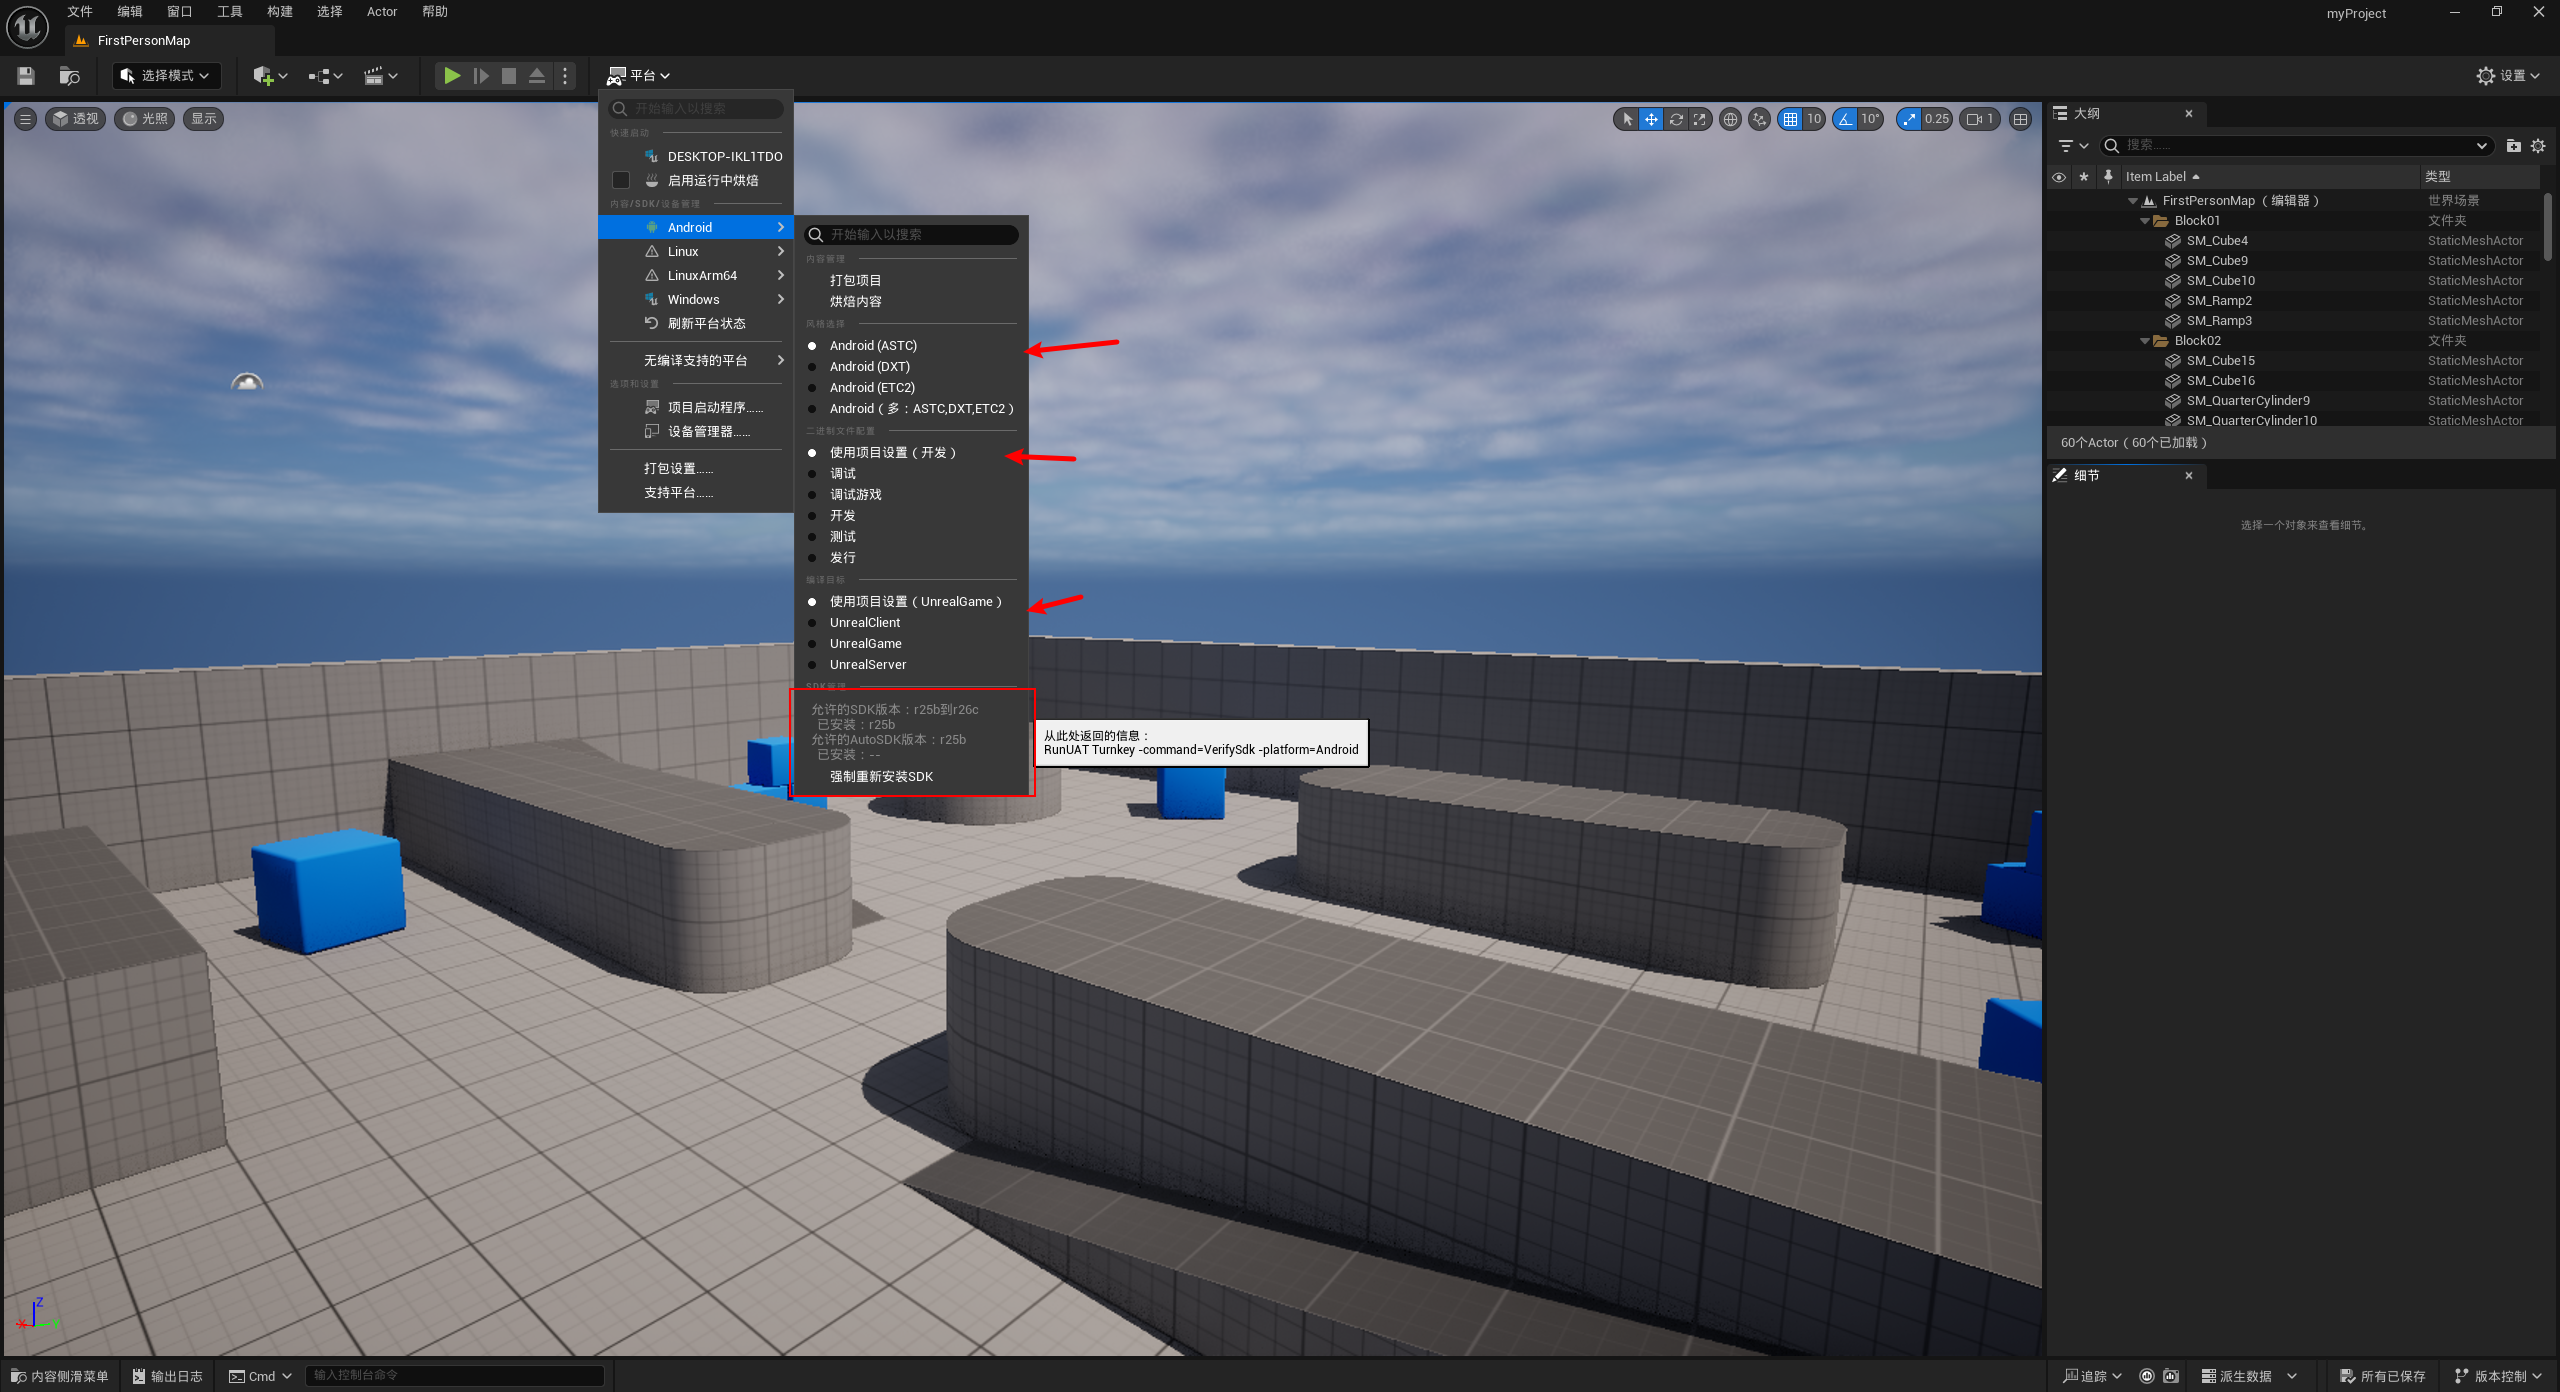 文件 编辑 窗口 工具 构建 选择 Actor 帮助
myProject
FirstPersonMap
选择模式
平台
设置
透视 光照 显示
10 10° 0.25 1
开始输入以搜索
快速启动
DESKTOP-IKL1TDO
启用运行中烘焙
内容/SDK/设备管理
Android
Linux
LinuxArm64
Windows
刷新平台状态
无编译支持的平台
选项和设置
项目启动程序……
设备管理器……
打包设置……
支持平台……
开始输入以搜索
内容管理
打包项目
烘焙内容
风格选择
Android (ASTC)
Android (DXT)
Android (ETC2)
Android（多：ASTC,DXT,ETC2）
二进制文件配置
使用项目设置（开发）
调试
调试游戏
开发
测试
发行
编译目标
使用项目设置（UnrealGame）
UnrealClient
UnrealGame
UnrealServer
SDK管理
允许的SDK版本：r25b到r26c
已安装：r25b
允许的AutoSDK版本：r25b
已安装：--
强制重新安装SDK
从此处返回的信息：
RunUAT Turnkey -command=VerifySdk -platform=Android
大纲
搜索……
Item Label 类型
FirstPersonMap（编辑器） 世界场景
Block01 文件夹
SM_Cube4 StaticMeshActor
SM_Cube9 StaticMeshActor
SM_Cube10 StaticMeshActor
SM_Ramp2 StaticMeshActor
SM_Ramp3 StaticMeshActor
Block02 文件夹
SM_Cube15 StaticMeshActor
SM_Cube16 StaticMeshActor
SM_QuarterCylinder9 StaticMeshActor
SM_QuarterCylinder10 StaticMeshActor
60个Actor（60个已加载）
细节
选择一个对象来查看细节。
Z
X Y
内容侧滑菜单 输出日志 Cmd 输入控制台命令
追踪 派生数据 所有已保存 版本控制